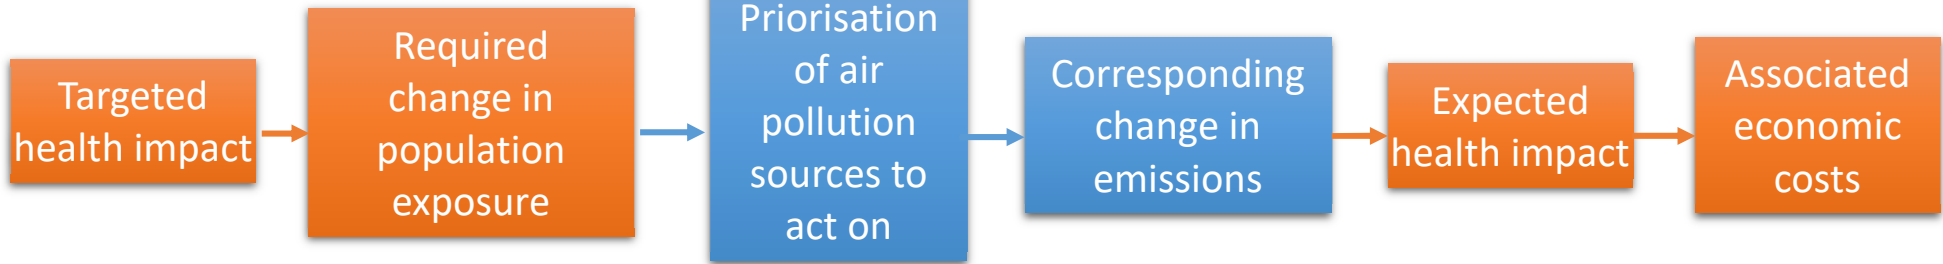 Targeted
health impact
Required
change in
population
exposure
Priorisation
of air
pollution
sources to
act on
Corresponding
change in
emissions
Expected
health impact
Associated
economic
costs